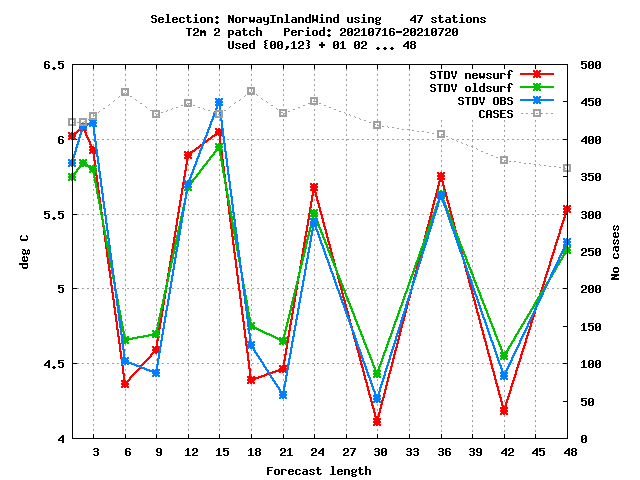 Selection: NorwayInlandWind using    47 stations
T2m 2 patch   Period: 20210716-20210720
Used {00,12} + 01 02 ... 48
STDV newsurf
STDV oldsurf
STDV OBS
CASES
6.5
6
5.5
5
4.5
4
deg C
500
450
400
350
300
250
200
150
100
50
0
No cases
3 6 9 12 15 18 21 24 27 30 33 36 39 42 45 48
Forecast length